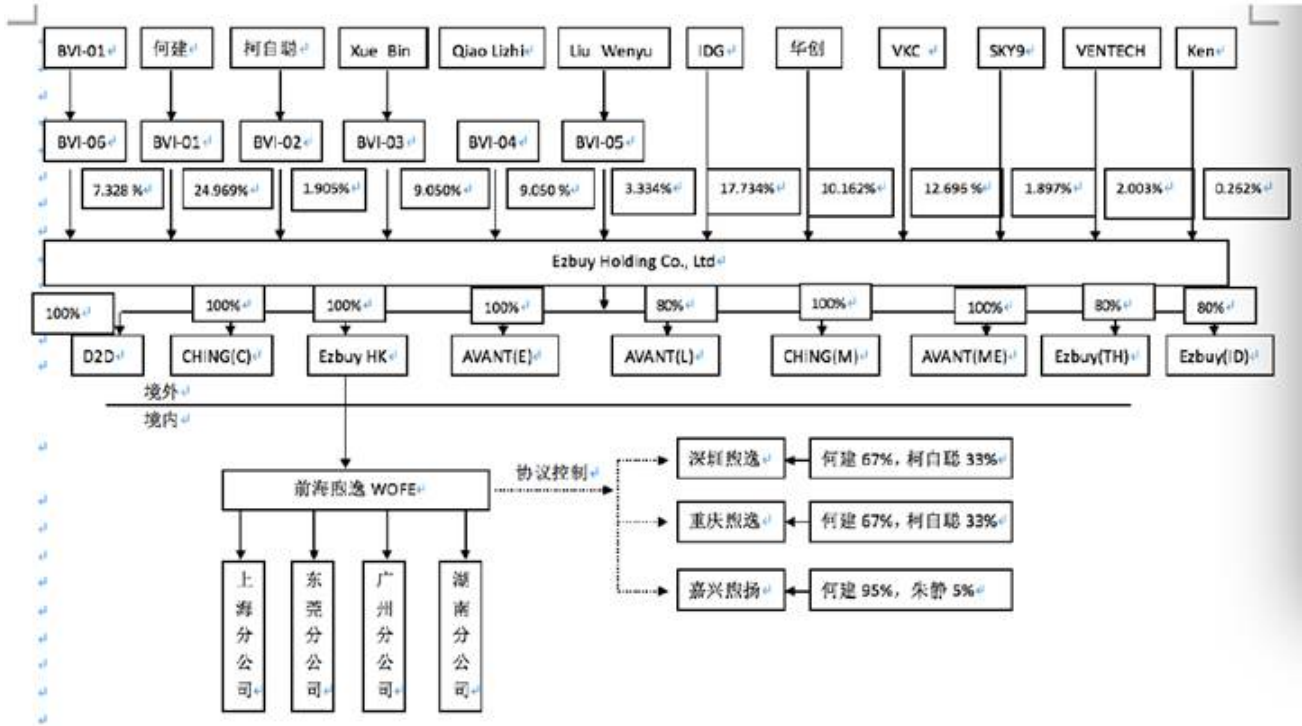 BVI-01
何建
柯自聪
Xue Bin
Qiao Lizhi
Liu Wenyu
IDG
华创
VKC
SKY9
VENTECH
Ken
BVI-06
BVI-01
BVI-02
BVI-03
BVI-04
BVI-05
7.328 %
24.969%
1.905%
9.050%
9.050 %
3.334%
17.734%
10.162%
12.696 %
1.897%
2.003%
0.262%
Ezbuy Holding Co., Ltd
100%
100%
100%
100%
80%
100%
100%
80%
80%
D2D
CHING(C)
Ezbuy HK
AVANT(E)
AVANT(L)
CHING(M)
AVANT(ME)
Ezbuy(TH)
Ezbuy(ID)
境外
境内
前海煦逸 WOFE
协议控制
深圳煦逸
何建 67%, 柯自聪 33%
重庆煦逸
何建 67%, 柯自聪 33%
嘉兴煦扬
何建 95%, 朱静 5%
上海分公司
东莞分公司
广州分公司
湖南分公司